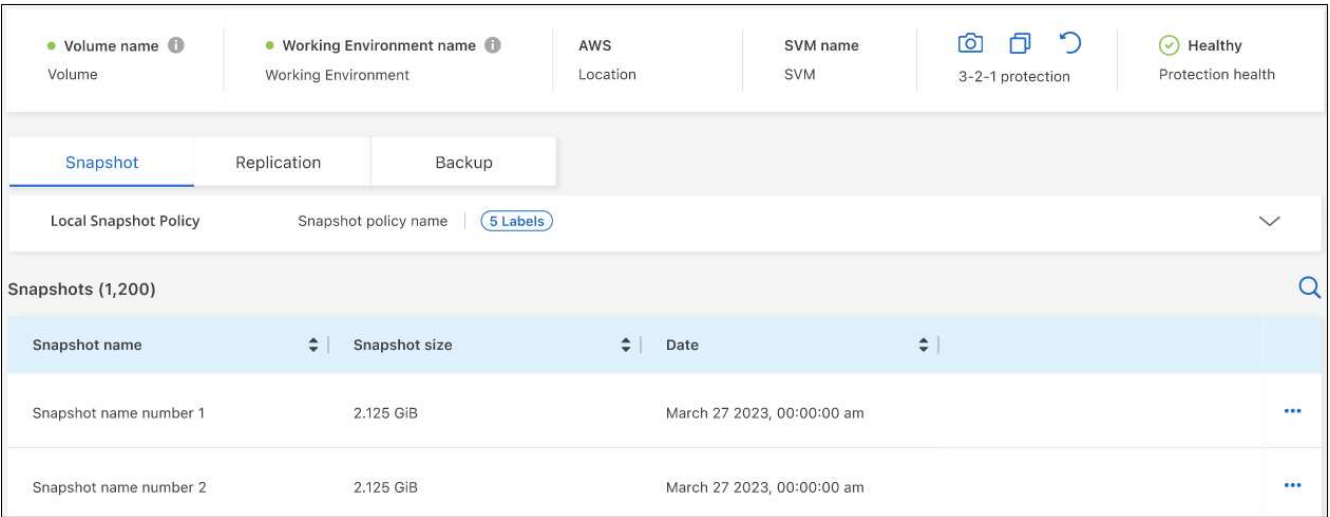 Volume name Working Environment name AWS SVM name Healthy
Volume Working Environment Location SVM 3-2-1 protection Protection health
Snapshot Replication Backup
Local Snapshot Policy Snapshot policy name 5 Labels
Snapshots (1,200)
Snapshot name Snapshot size Date
Snapshot name number 1 2.125 GiB March 27 2023, 00:00:00 am
Snapshot name number 2 2.125 GiB March 27 2023, 00:00:00 am